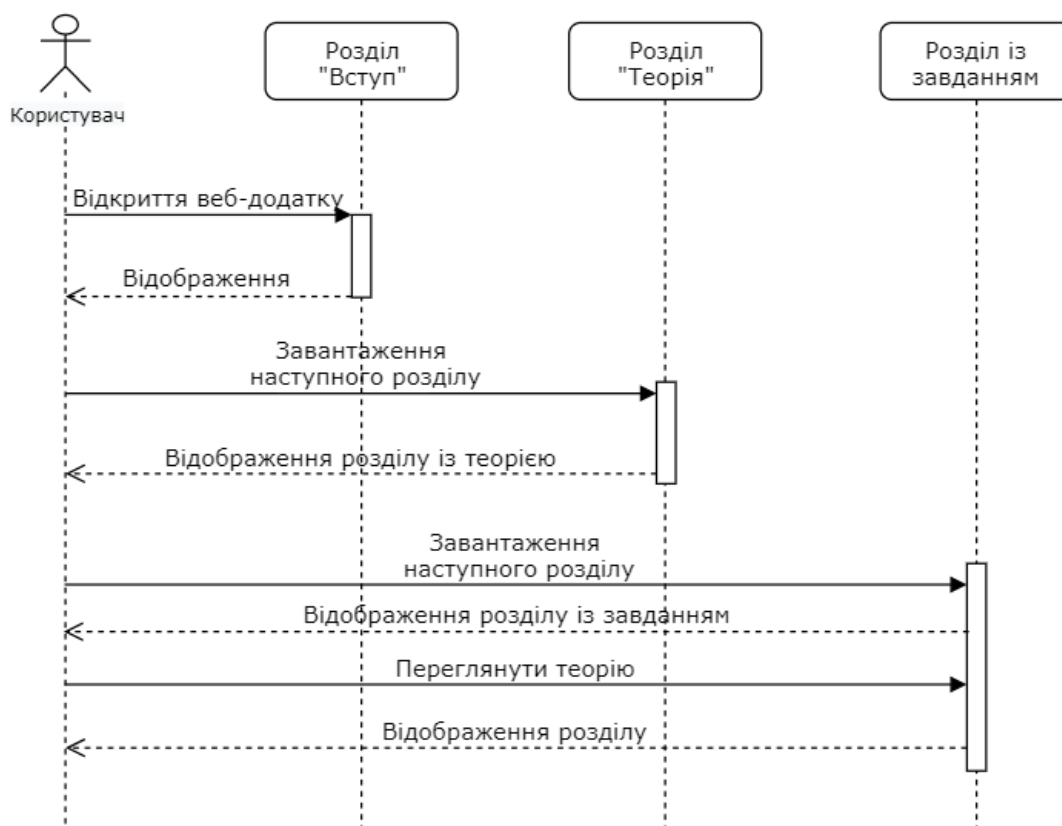 Користувач
Розділ
"Вступ"
Розділ
"Теорія"
Розділ із
завданням
Відкриття веб-додатку
Відображення
Завантаження
наступного розділу
Відображення розділу із теорією
Завантаження
наступного розділу
Відображення розділу із завданням
Переглянути теорію
Відображення розділу